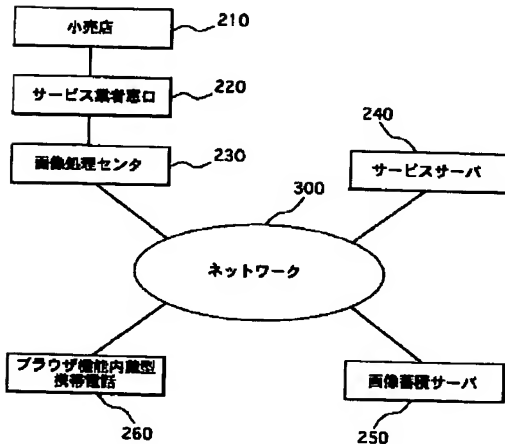 小売店
210
サービス業者窓口
220
画像処理センタ
230
240
サービスサーバ
300
ネットワーク
ブラウザ機能内蔵型
携帯電話
260
画像蓄積サーバ
250